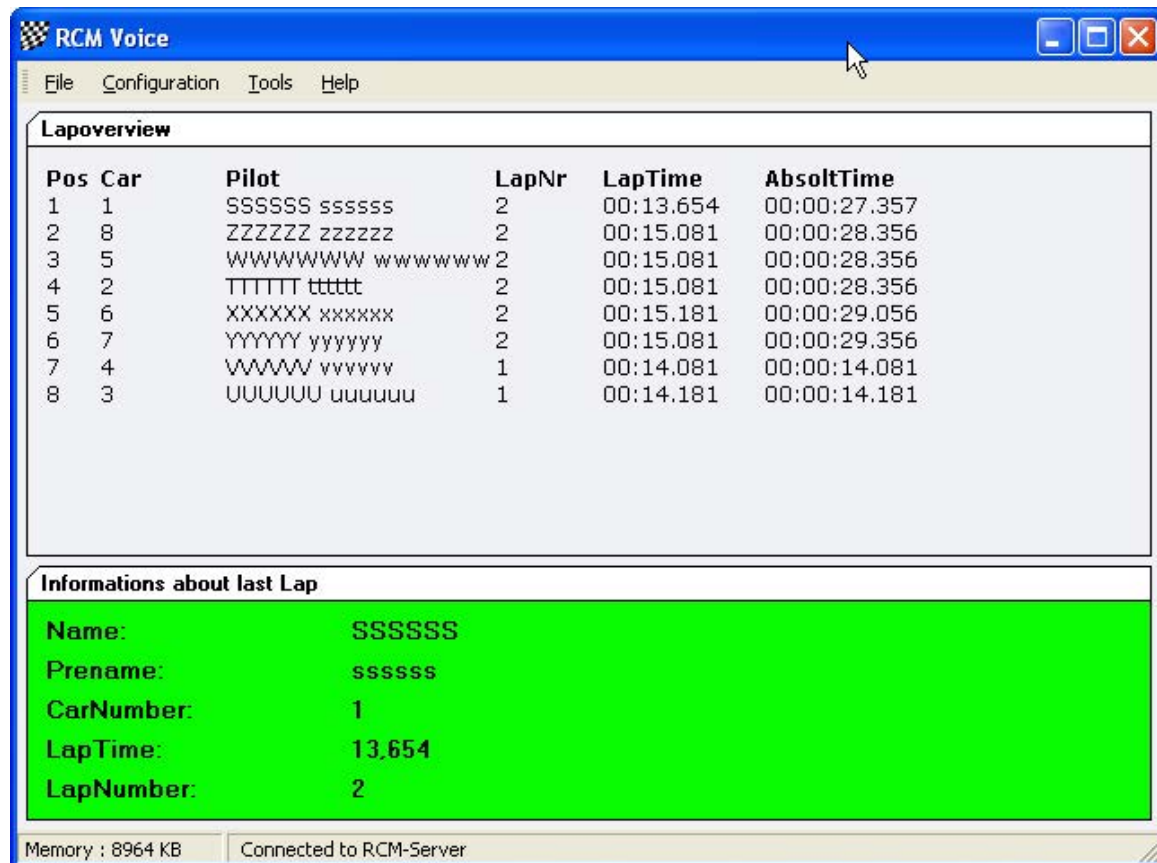 RCM Voice
File Configuration Tools Help
Lapoverview
Pos Car Pilot LapNr LapTime AbsoltTime
1 1 SSSSSS ssssss 2 00:13.654 00:00:27.357
2 8 ZZZZZZ zzzzzz 2 00:15.081 00:00:28.356
3 5 WWWWWW wwwwww 2 00:15.081 00:00:28.356
4 2 TTTTTT tttttt 2 00:15.081 00:00:28.356
5 6 XXXXXX xxxxxx 2 00:15.181 00:00:29.056
6 7 YYYYYY yyyyyy 2 00:15.081 00:00:29.356
7 4 VVVVVV vvvvvv 1 00:14.081 00:00:14.081
8 3 UUUUUU uuuuuu 1 00:14.181 00:00:14.181
Informations about last Lap
Name: SSSSSS
Prename: ssssss
CarNumber: 1
LapTime: 13,654
LapNumber: 2
Memory : 8964 KB Connected to RCM-Server